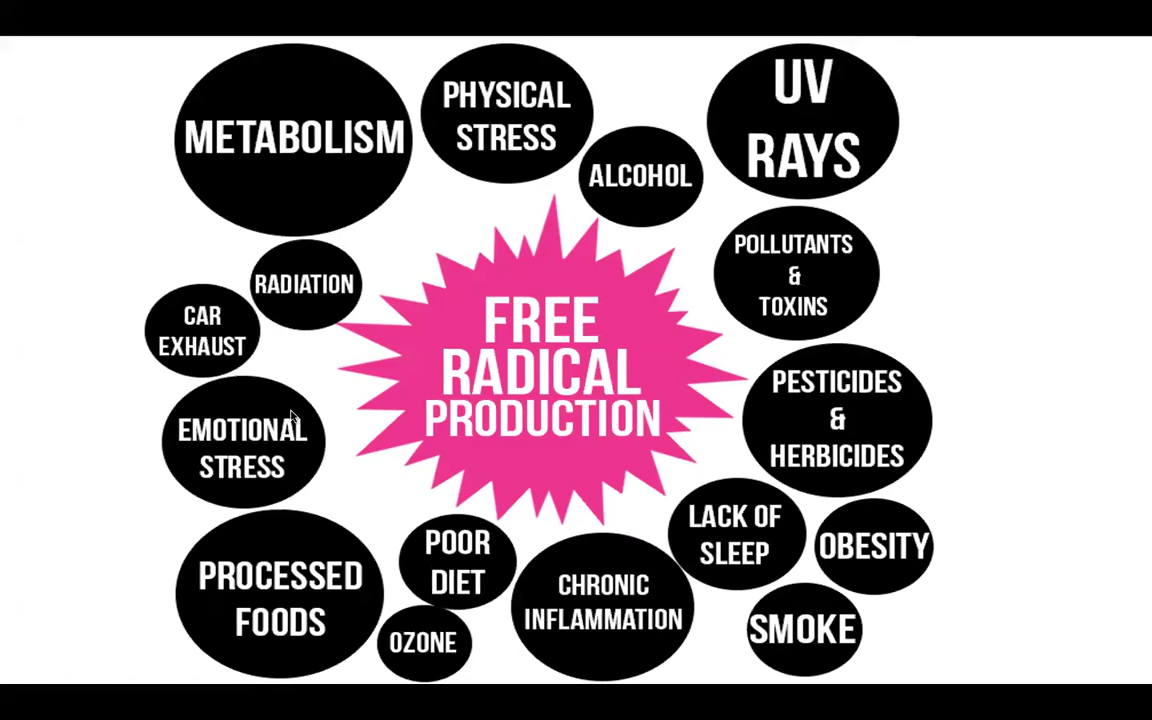 METABOLISM
PHYSICAL
STRESS
ALCOHOL
UV
RAYS
RADIATION
POLLUTANTS
&
TOXINS
CAR
EXHAUST
FREE
RADICAL
PRODUCTION
PESTICIDES
&
HERBICIDES
EMOTIONAL
STRESS
LACK OF
SLEEP
OBESITY
PROCESSED
FOODS
POOR
DIET
CHRONIC
INFLAMMATION
OZONE
SMOKE